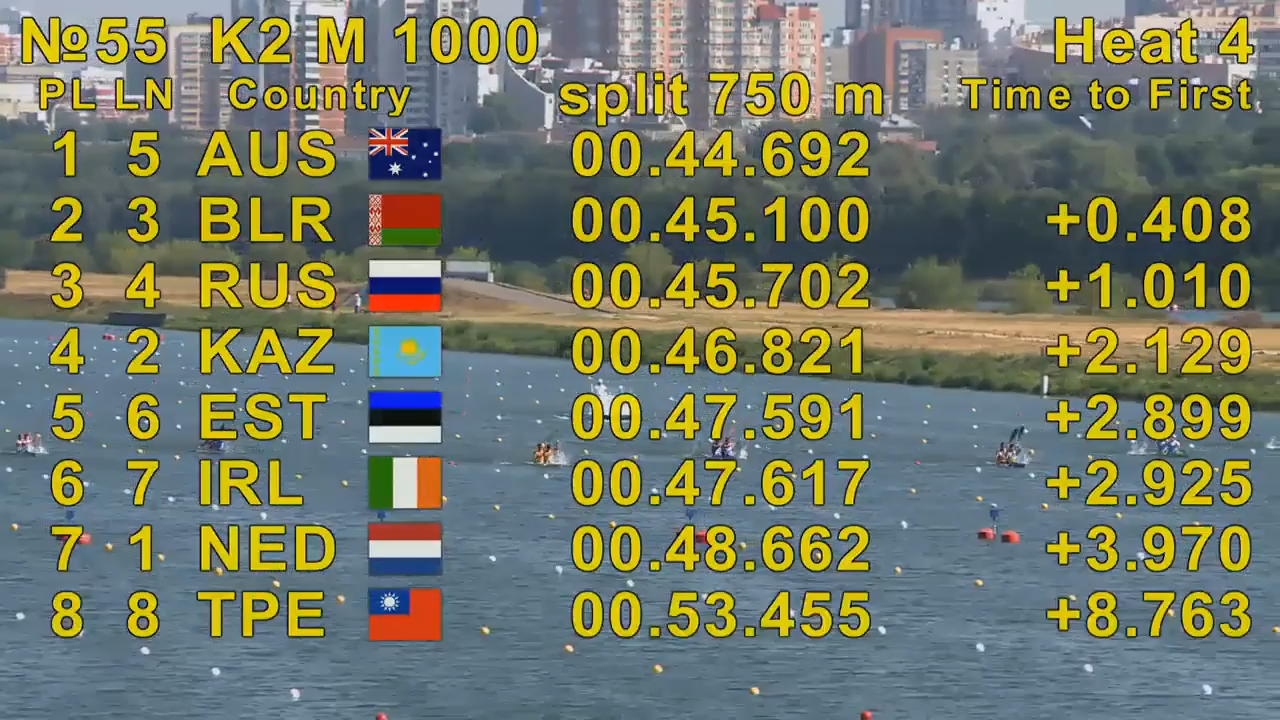 №55 K2 M 1000 Heat 4
PL LN Country split 750 m Time to First
1 5 AUS 00.44.692
2 3 BLR 00.45.100 +0.408
3 4 RUS 00.45.702 +1.010
4 2 KAZ 00.46.821 +2.129
5 6 EST 00.47.591 +2.899
6 7 IRL 00.47.617 +2.925
7 1 NED 00.48.662 +3.970
8 8 TPE 00.53.455 +8.763